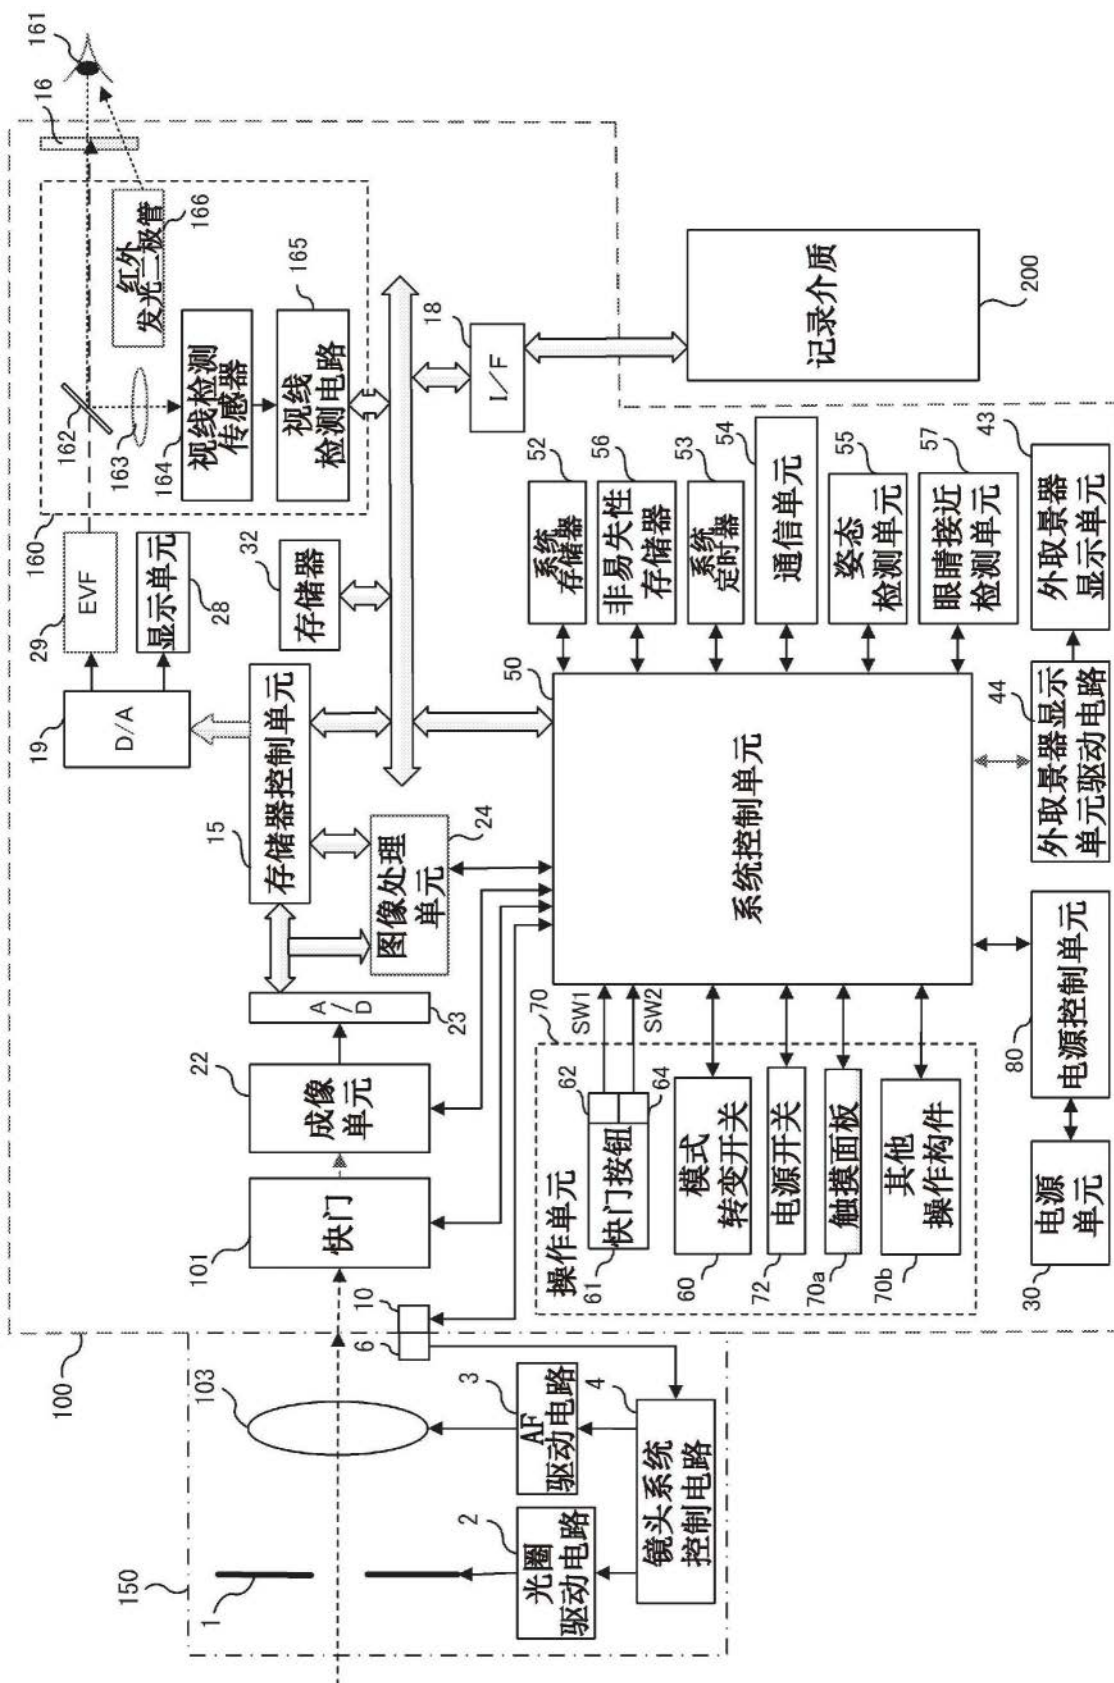 150
1
2
光圈
驱动电路
103
3
AF
驱动电路
4
镜头系统
控制电路
6
10
100
101
快门
22
成像
单元
23
A/D
15
存储器控制单元
24
图像处理
单元
19
D/A
29
EVF
28
显示单元
32
存储器
160
162
163
164
视线检测
传感器
165
视线
检测电路
166
红外
发光二极管
16
161
18
I/F
200
记录介质
50
系统控制单元
52
系统
存储器
56
非易失性
存储器
53
系统
定时器
54
通信单元
55
姿态
检测单元
57
眼睛接近
检测单元
43
外取景器
显示单元
44
外取景器显示
单元驱动电路
70
操作单元
SW1
SW2
62
64
61
快门按钮
60
模式
转变开关
72
电源开关
70a
触摸面板
70b
其他
操作构件
80
电源控制单元
30
电源
单元